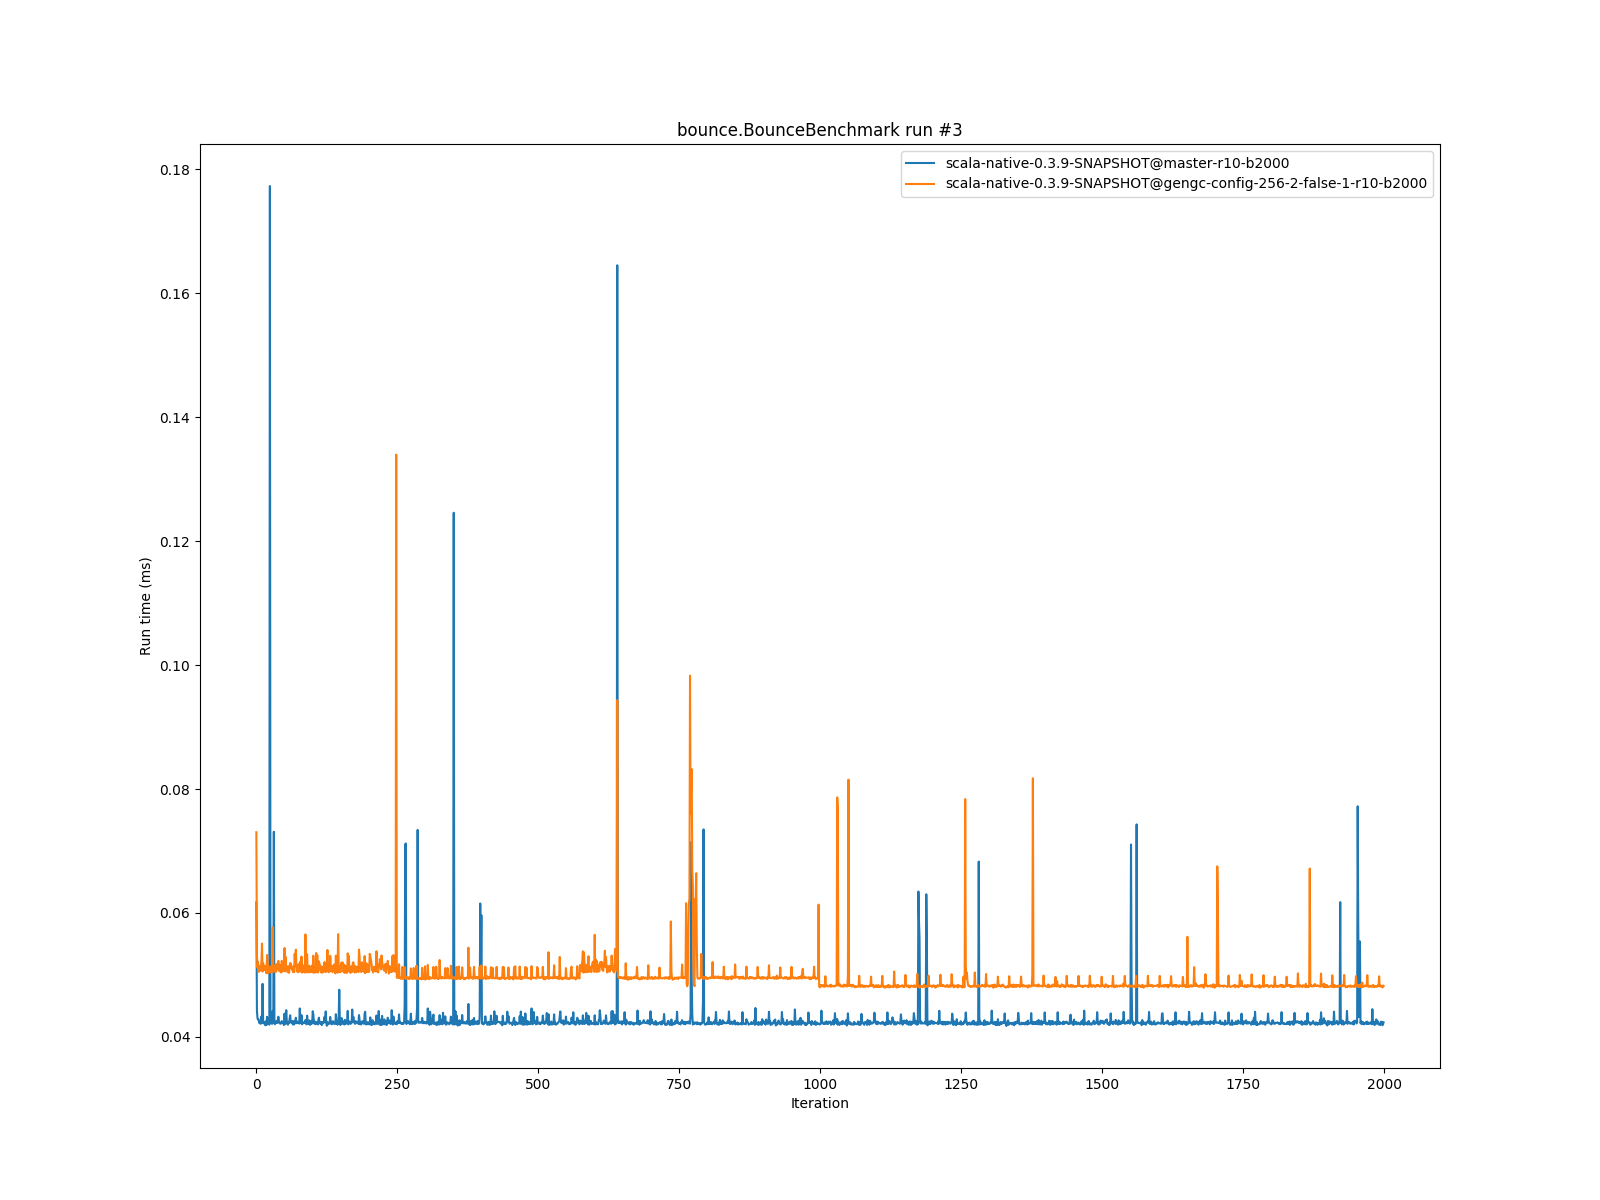 bounce.BounceBenchmark run #3
scala-native-0.3.9-SNAPSHOT@master-r10-b2000
scala-native-0.3.9-SNAPSHOT@gengc-config-256-2-false-1-r10-b2000
0.18
0.16
0.14
0.12
0.10
0.08
0.06
0.04
Run time (ms)
0 250 500 750 1000 1250 1500 1750 2000
Iteration